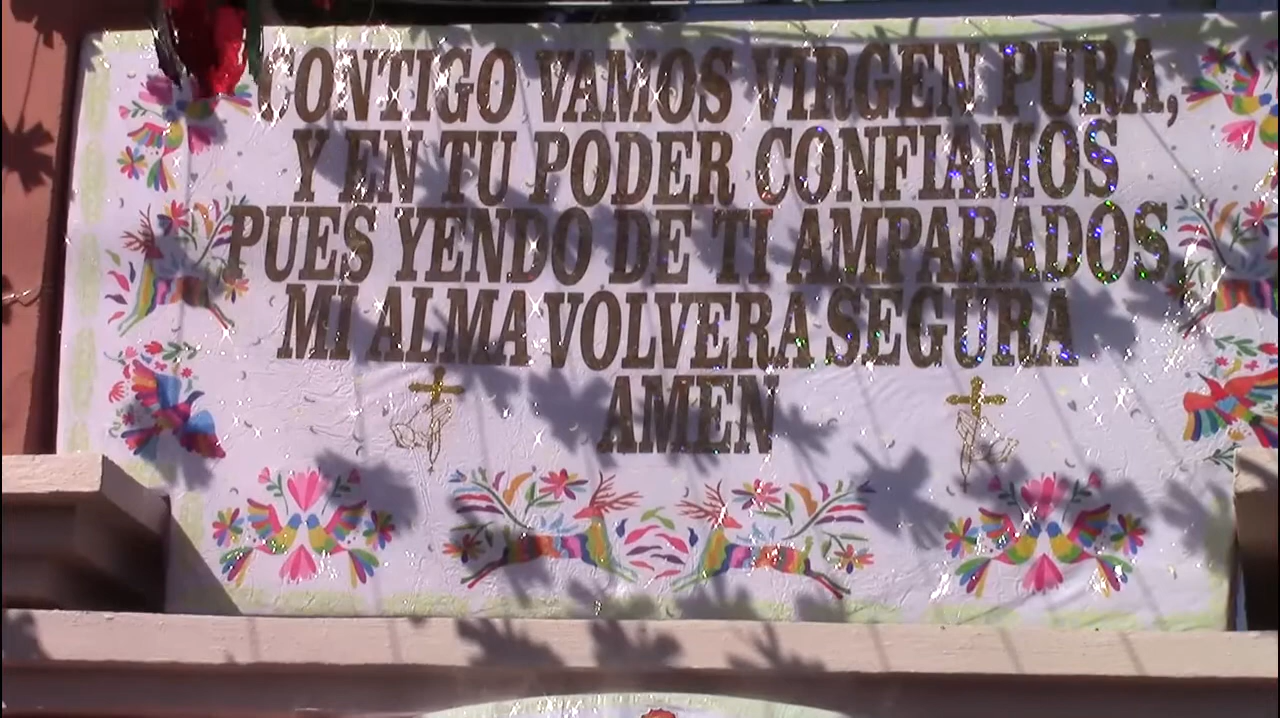 CONTIGO VAMOS VIRGEN PURA,
Y EN TU PODER CONFIAMOS
PUES YENDO DE TI AMPARADOS,
MI ALMA VOLVERA SEGURA
AMEN